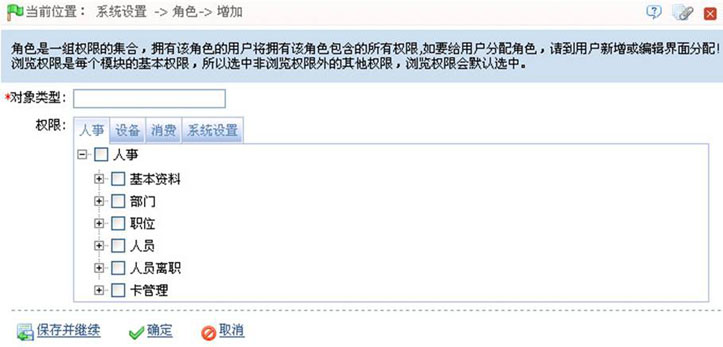 当前位置： 系统设置 -> 角色-> 增加
角色是一组权限的集合，拥有该角色的用户将拥有该角色包含的所有权限,如要给用户分配角色，请到用户新增或编辑界面分配!
浏览权限是每个模块的基本权限，所以选中非浏览权限外的其他权限，浏览权限会默认选中。
*对象类型：
权限： 人事 设备 消费 系统设置
人事
基本资料
部门
职位
人员
人员离职
卡管理
保存并继续 确定 取消